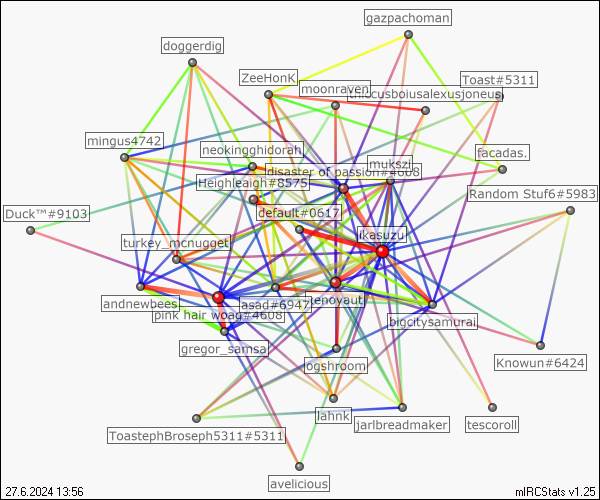 gazpachoman
doggerdig
ZeeHonK
moonraven
Toast#5311
mingus4742
neokingghidorah
disaster of passion#4608
mukszi
facadas.
Heighleaigh#8575
Random Stuf6#5983
Duck™#9103
default#0617
ikasuzu
turkey_mcnugget
andnewbees
asad#6947
tenoyaut
pink hair woag#4608
bigcitysamurai
gregor_samsa
ogshroom
Knowun#6424
lahnk
jarlbreadmaker
tescoroll
ToastephBroseph5311#5311
avelicious
27.6.2024 13:56
mIRCStats v1.25